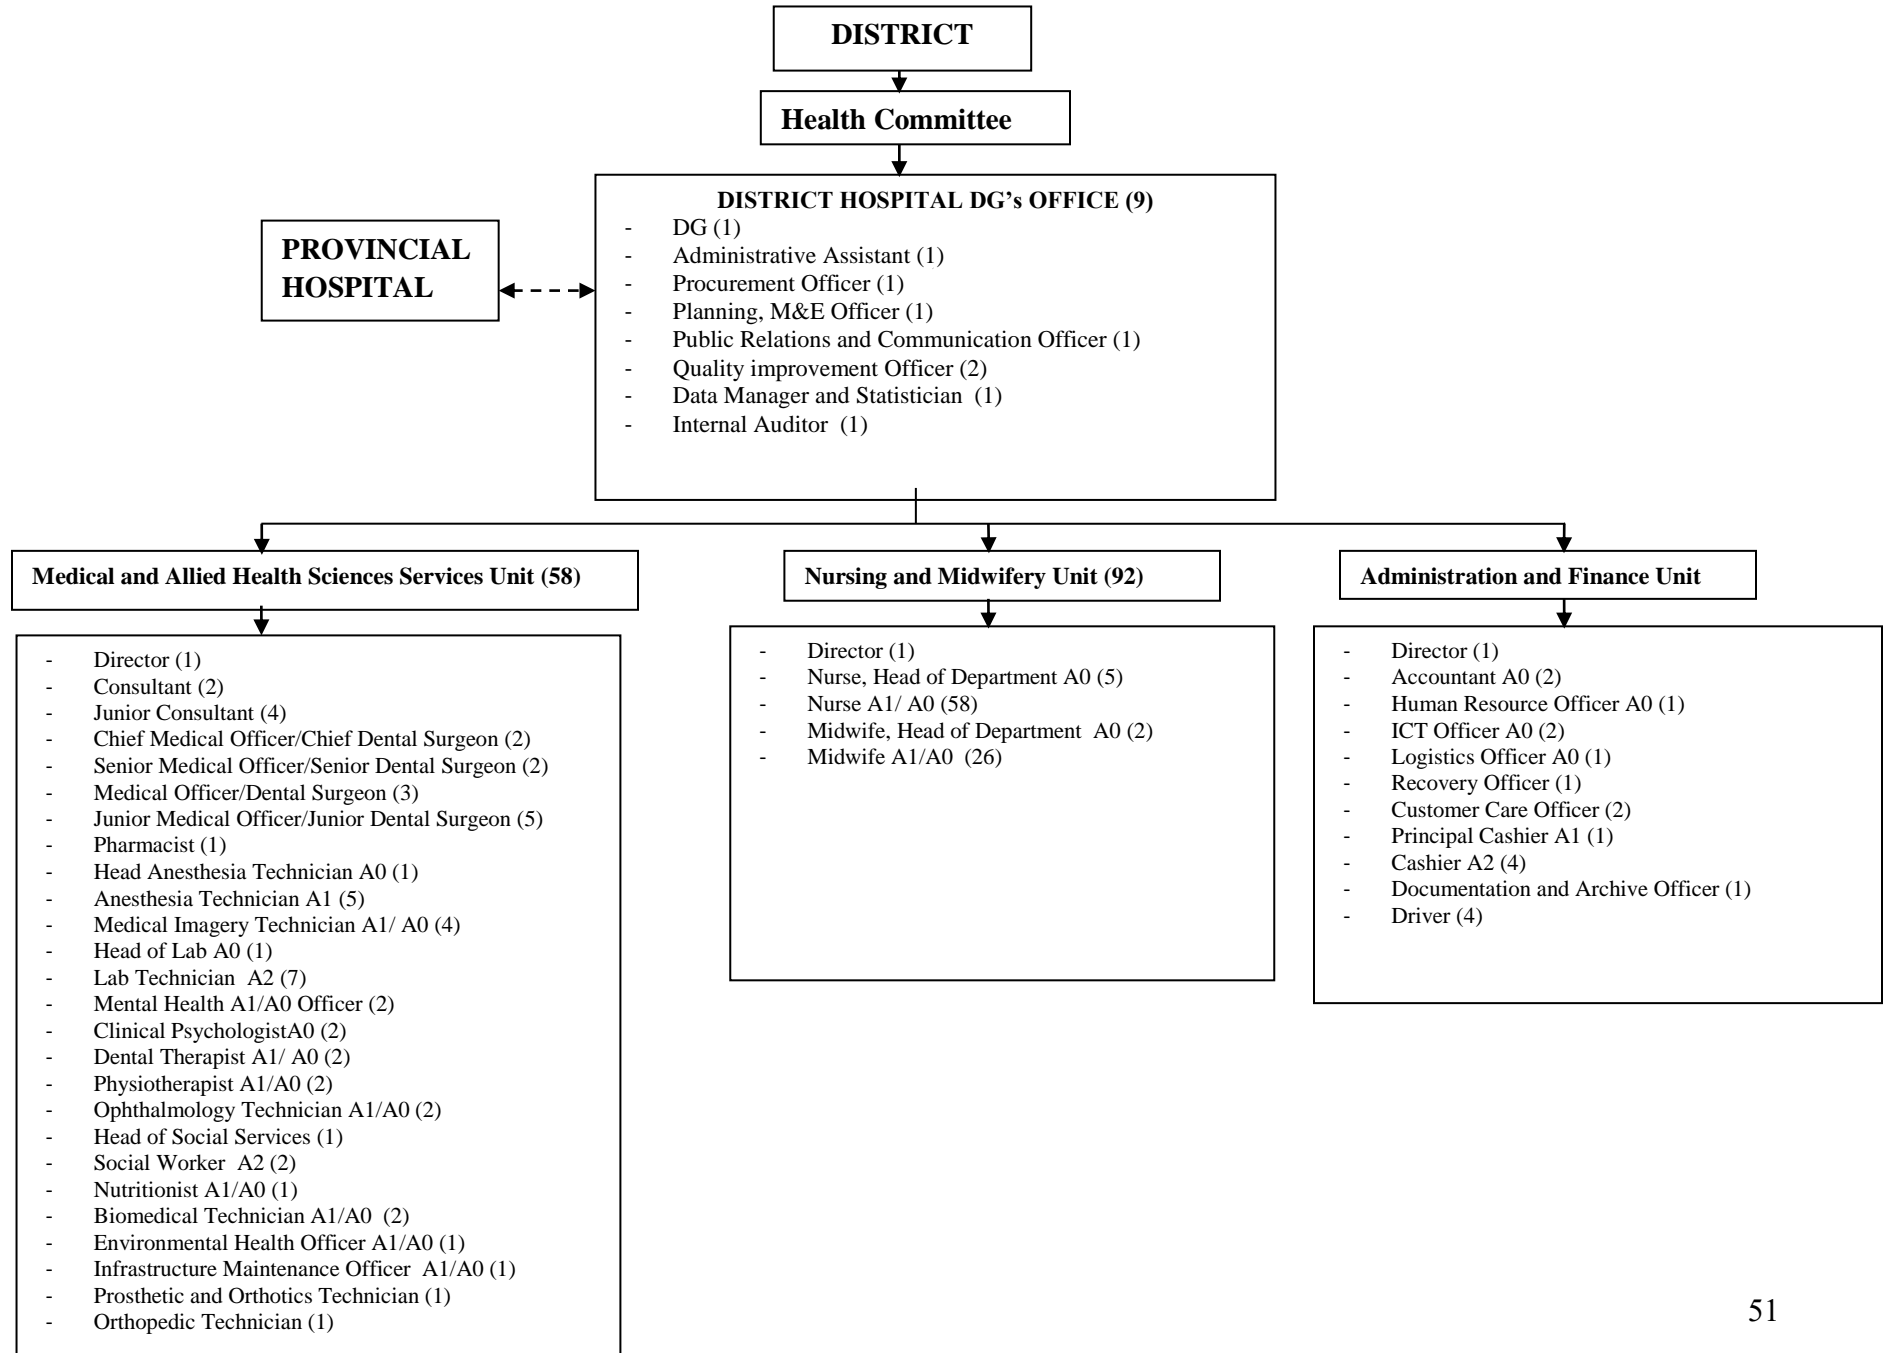 DISTRICT
Health Committee
DISTRICT HOSPITAL DG’s OFFICE (9)
- DG (1)
- Administrative Assistant (1)
- Procurement Officer (1)
- Planning, M&E Officer (1)
- Public Relations and Communication Officer (1)
- Quality improvement Officer (2)
- Data Manager and Statistician (1)
- Internal Auditor (1)
PROVINCIAL
HOSPITAL
Medical and Allied Health Sciences Services Unit (58)
- Director (1)
- Consultant (2)
- Junior Consultant (4)
- Chief Medical Officer/Chief Dental Surgeon (2)
- Senior Medical Officer/Senior Dental Surgeon (2)
- Medical Officer/Dental Surgeon (3)
- Junior Medical Officer/Junior Dental Surgeon (5)
- Pharmacist (1)
- Head Anesthesia Technician A0 (1)
- Anesthesia Technician A1 (5)
- Medical Imagery Technician A1/ A0 (4)
- Head of Lab A0 (1)
- Lab Technician A2 (7)
- Mental Health A1/A0 Officer (2)
- Clinical PsychologistA0 (2)
- Dental Therapist A1/ A0 (2)
- Physiotherapist A1/A0 (2)
- Ophthalmology Technician A1/A0 (2)
- Head of Social Services (1)
- Social Worker A2 (2)
- Nutritionist A1/A0 (1)
- Biomedical Technician A1/A0 (2)
- Environmental Health Officer A1/A0 (1)
- Infrastructure Maintenance Officer A1/A0 (1)
- Prosthetic and Orthotics Technician (1)
- Orthopedic Technician (1)
Nursing and Midwifery Unit (92)
- Director (1)
- Nurse, Head of Department A0 (5)
- Nurse A1/ A0 (58)
- Midwife, Head of Department A0 (2)
- Midwife A1/A0 (26)
Administration and Finance Unit
- Director (1)
- Accountant A0 (2)
- Human Resource Officer A0 (1)
- ICT Officer A0 (2)
- Logistics Officer A0 (1)
- Recovery Officer (1)
- Customer Care Officer (2)
- Principal Cashier A1 (1)
- Cashier A2 (4)
- Documentation and Archive Officer (1)
- Driver (4)
51